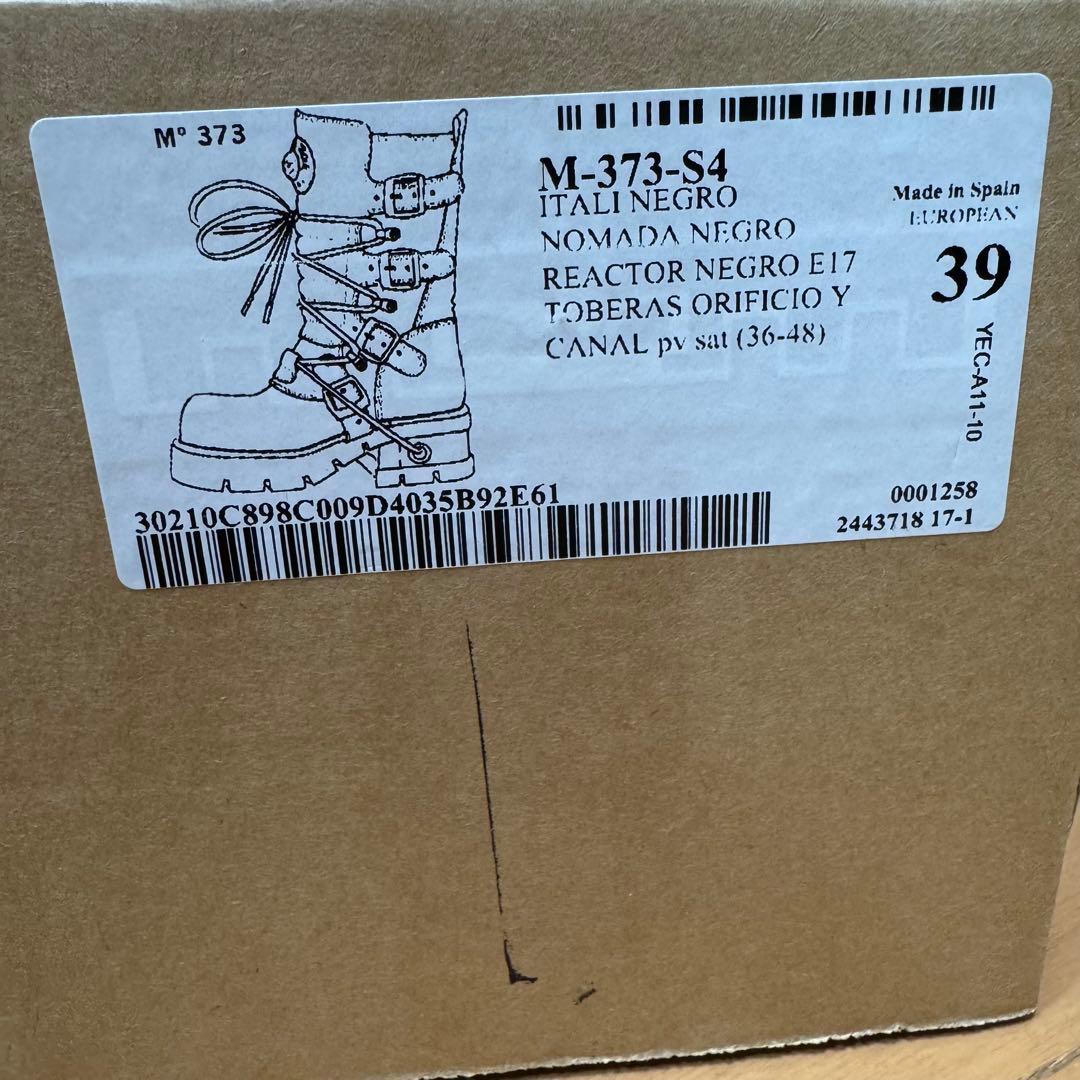 Mº 373
M-373-S4
ITALI NEGRO
NOMADA NEGRO
REACTOR NEGRO E17
TOBERAS ORIFICIO Y
CANAL pv sat (36-48)
Made in Spain
EUROPEAN
39
YEC-A11-10
30210C898C009D4035B92E61
0001258
2443718 17-1